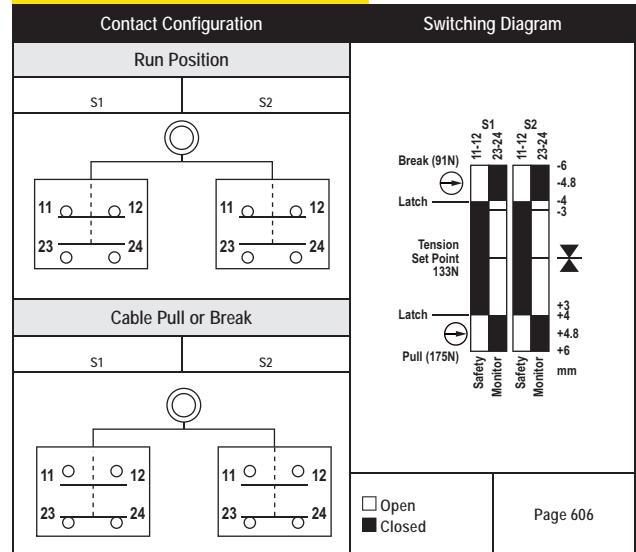 Contact Configuration
Switching Diagram
Run Position
S1 S2
11 12 11 12
23 24 23 24
Cable Pull or Break
S1 S2
11 12 11 12
23 24 23 24
S1 S2
11-12 23-24 11-12 23-24
Break (91N)
-6
-4.8
Latch
-4
-3
Tension
Set Point
133N
+3
Latch
+4
+4.8
Pull (175N)
+6
Safety Monitor Safety Monitor
mm
Open
Closed
Page 606